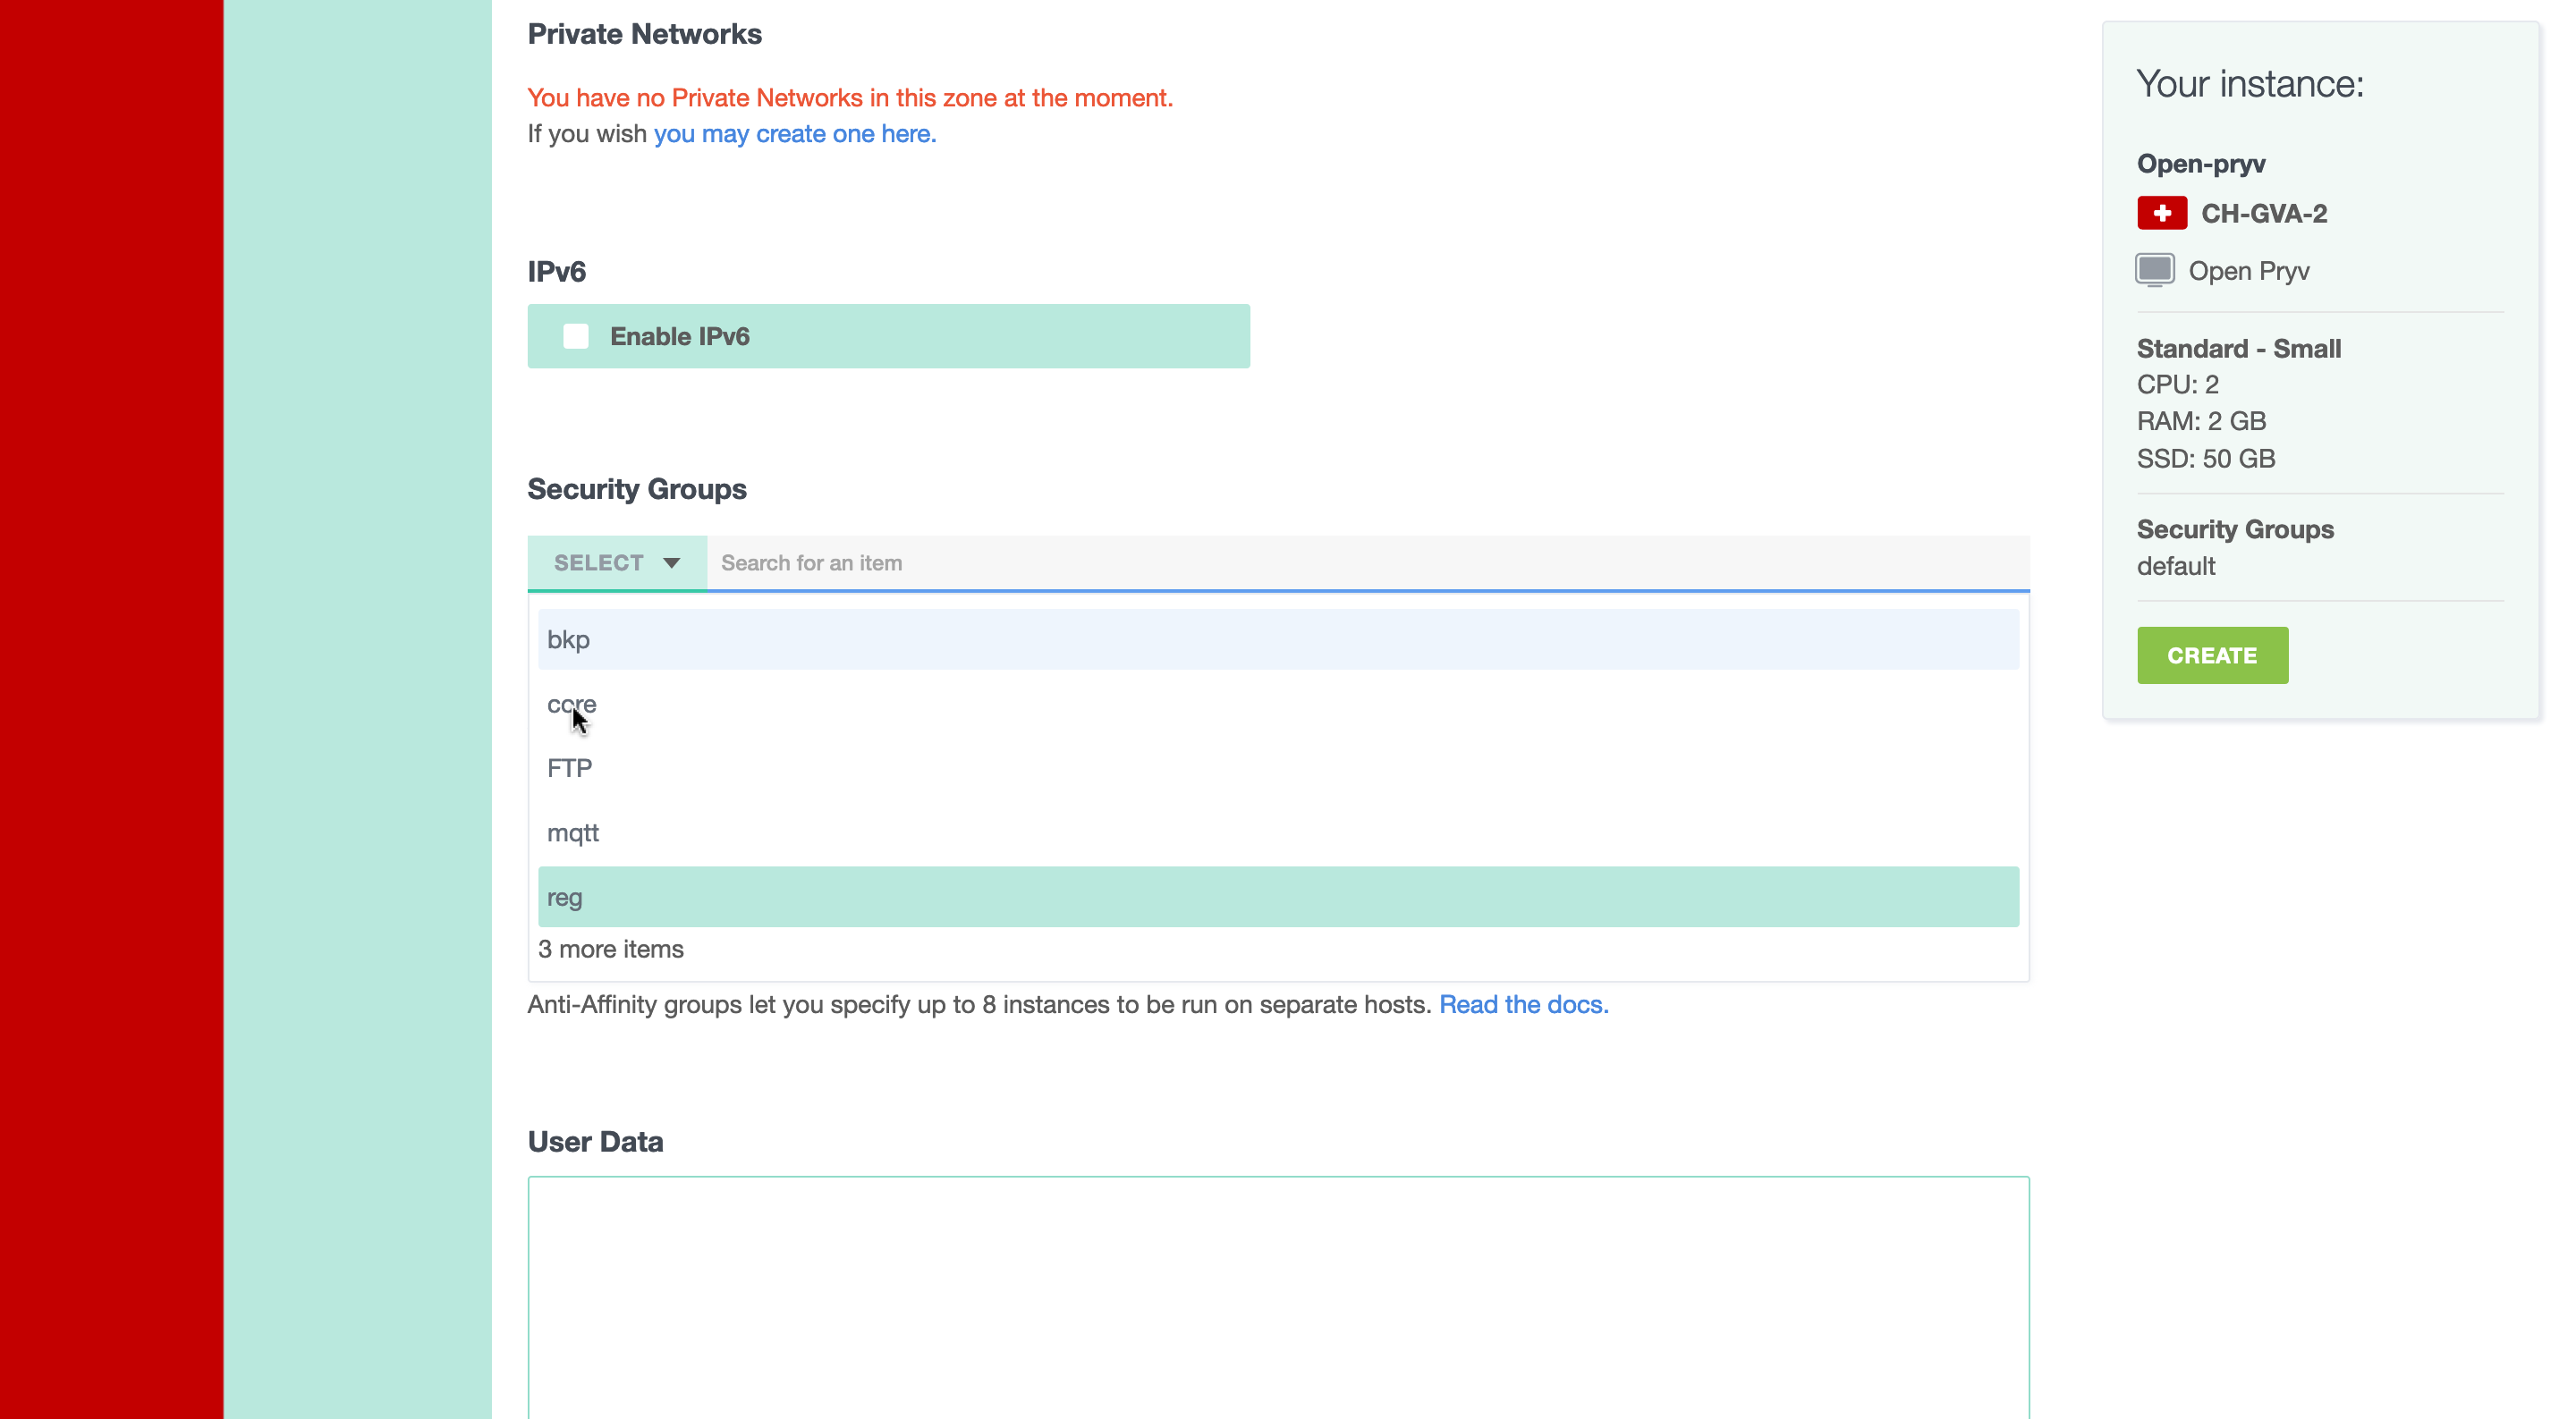 Private Networks
You have no Private Networks in this zone at the moment.
If you wish you may create one here.
IPv6
Enable IPv6
Security Groups
SELECT
Search for an item
bkp
core
FTP
mqtt
reg
3 more items
Anti-Affinity groups let you specify up to 8 instances to be run on separate hosts. Read the docs.
User Data
Your instance:
Open-pryv
CH-GVA-2
Open Pryv
Standard - Small
CPU: 2
RAM: 2 GB
SSD: 50 GB
Security Groups
default
CREATE